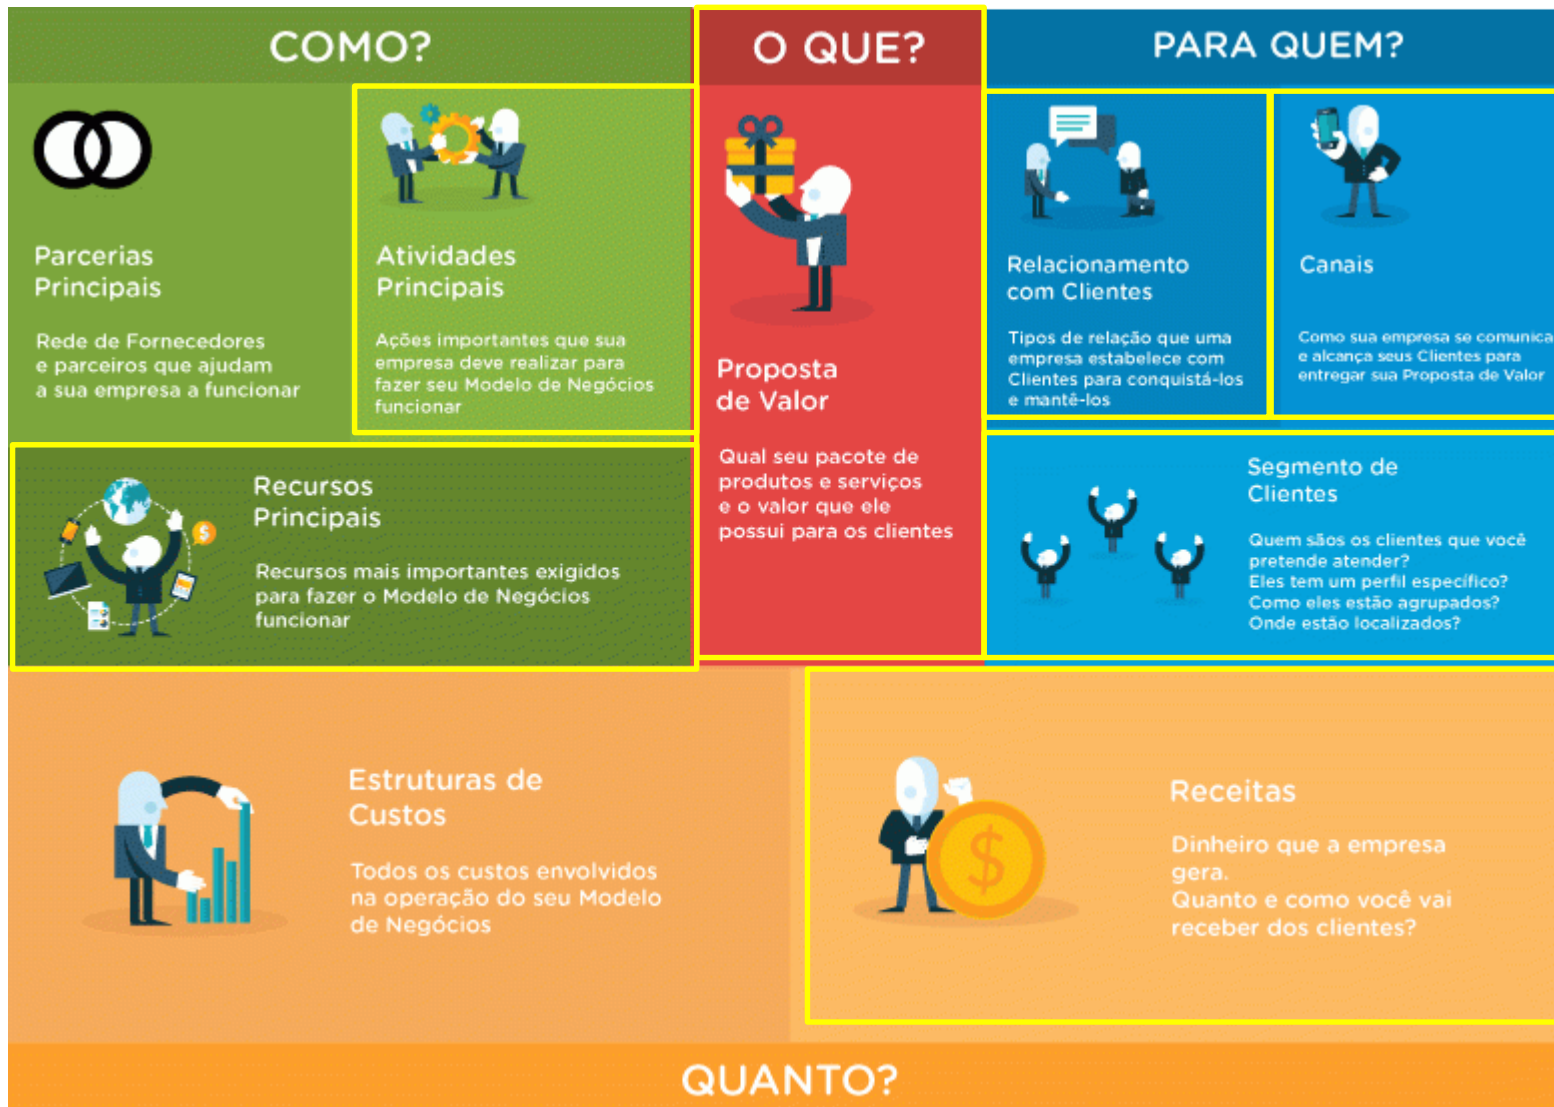 COMO?
Parcerias
Principais
Rede de Fornecedores
e parceiros que ajudam
a sua empresa a funcionar
Atividades
Principais
Ações importantes que sua
empresa deve realizar para
fazer seu Modelo de Negócios
funcionar
Recursos
Principais
Recursos mais importantes exigidos
para fazer o Modelo de Negócios
funcionar
O QUE?
Proposta
de Valor
Qual seu pacote de
produtos e serviços
e o valor que ele
possui para os clientes
PARA QUEM?
Relacionamento
com Clientes
Tipos de relação que uma
empresa estabelece com
Clientes para conquistá-los
e mantê-los
Canais
Como sua empresa se comunica
e alcança seus Clientes para
entregar sua Proposta de Valor
Segmento de
Clientes
Quem sãos os clientes que você
pretende atender?
Eles tem um perfil específico?
Como eles estão agrupados?
Onde estão localizados?
Estruturas de
Custos
Todos os custos envolvidos
na operação do seu Modelo
de Negócios
$
Receitas
Dinheiro que a empresa
gera.
Quanto e como você vai
receber dos clientes?
QUANTO?